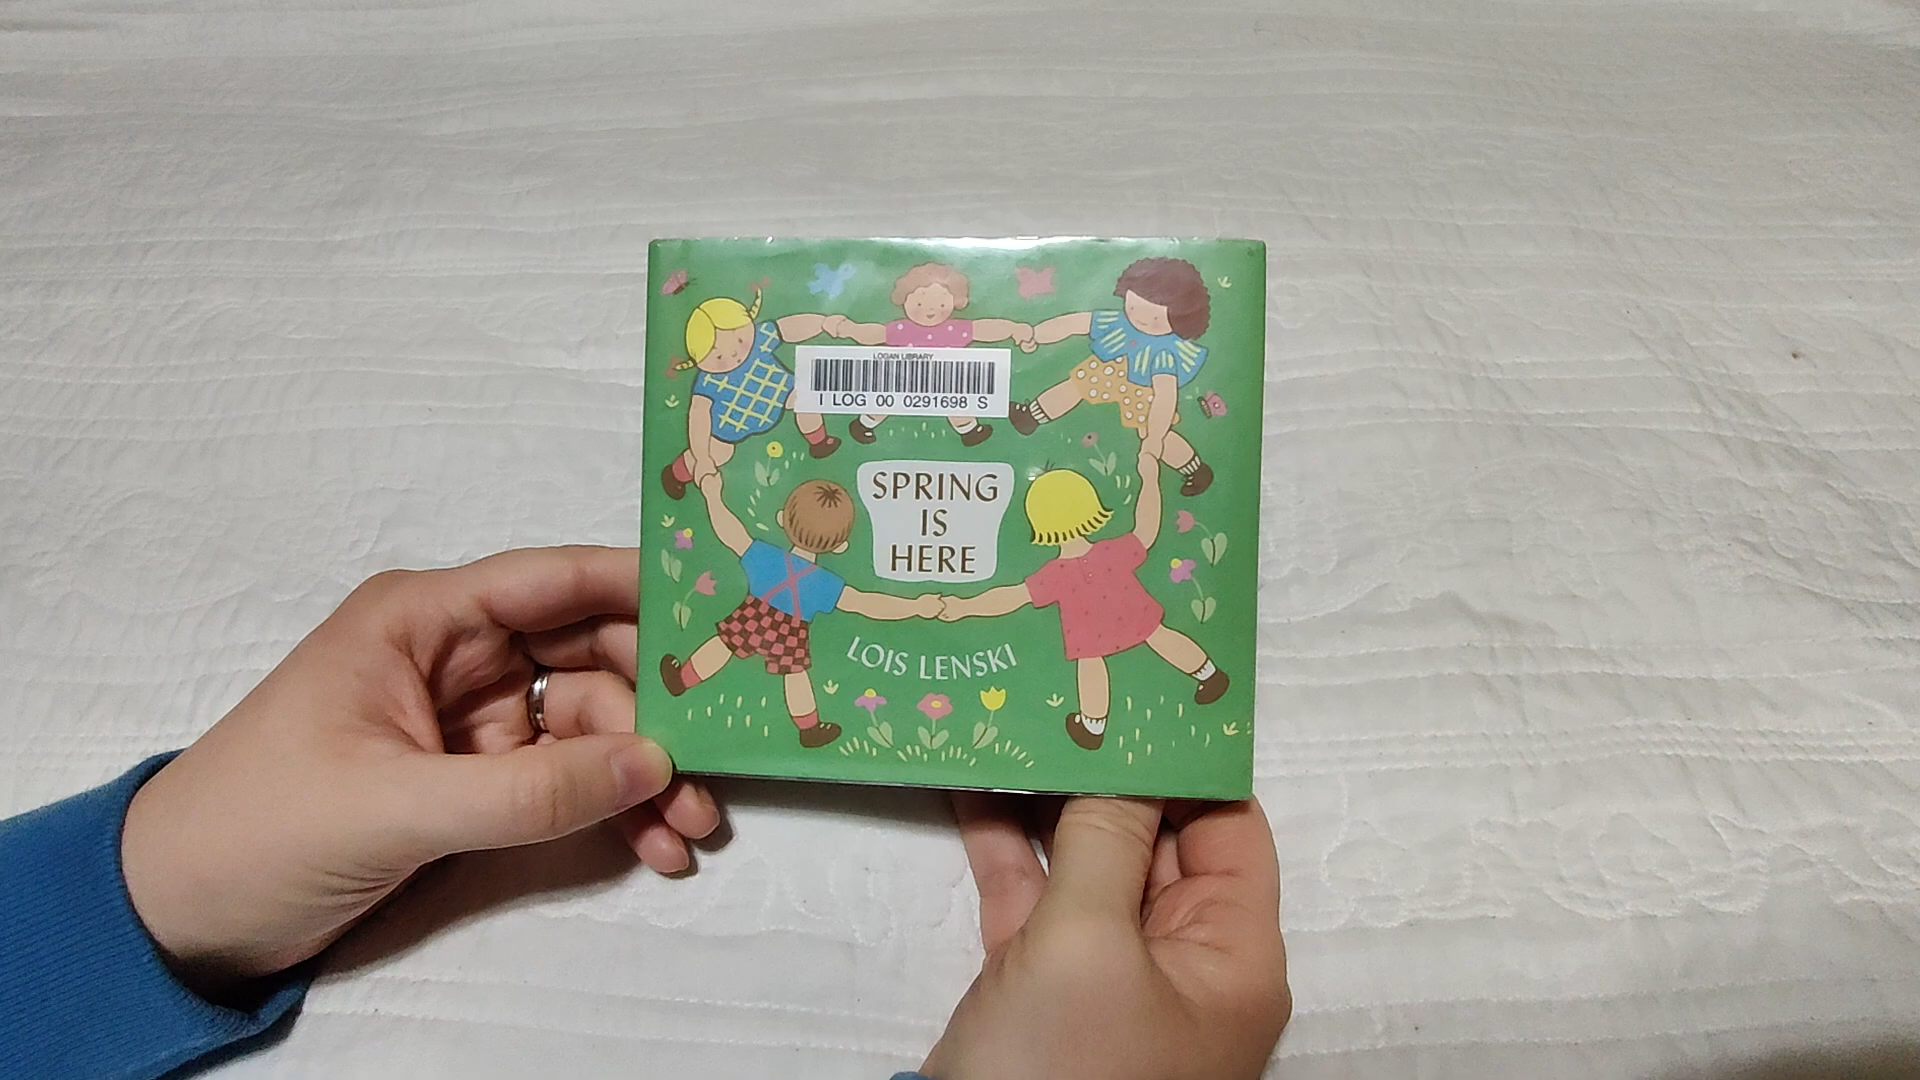 LOGAN LIBRARY
I LOG 00 0291698 S
SPRING
IS
HERE
LOIS LENSKI